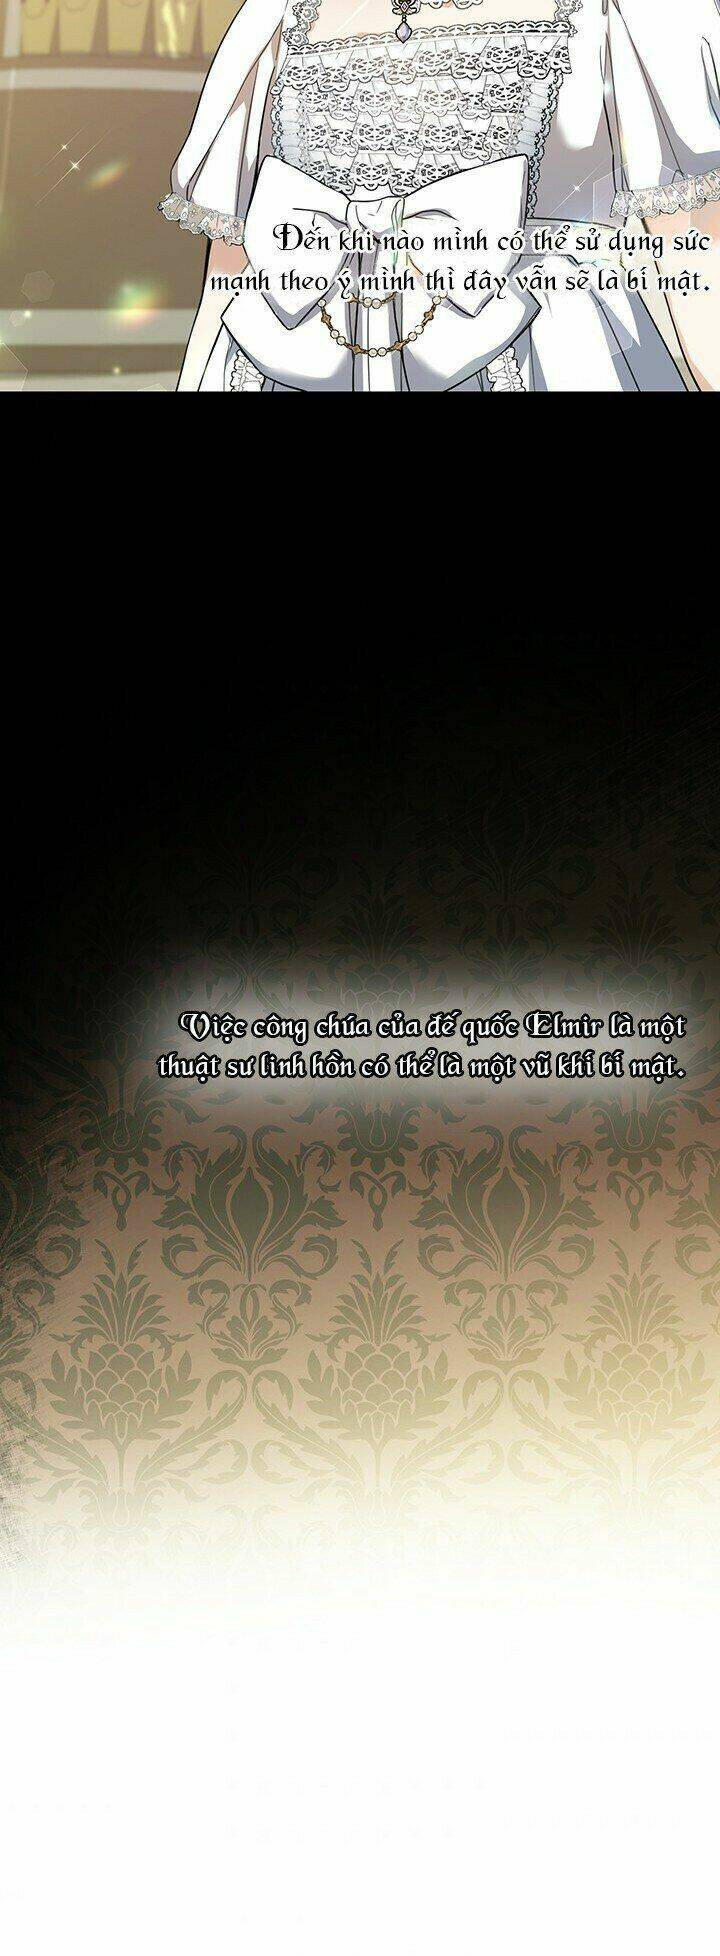 Đến khi nào mình có thể sử dụng sức
mạnh theo ý mình thì đây vẫn sẽ là bí mật.
Việc công chúa của đế quốc Elmir là một
thuật sư linh hồn có thể là một vũ khí bí mật.